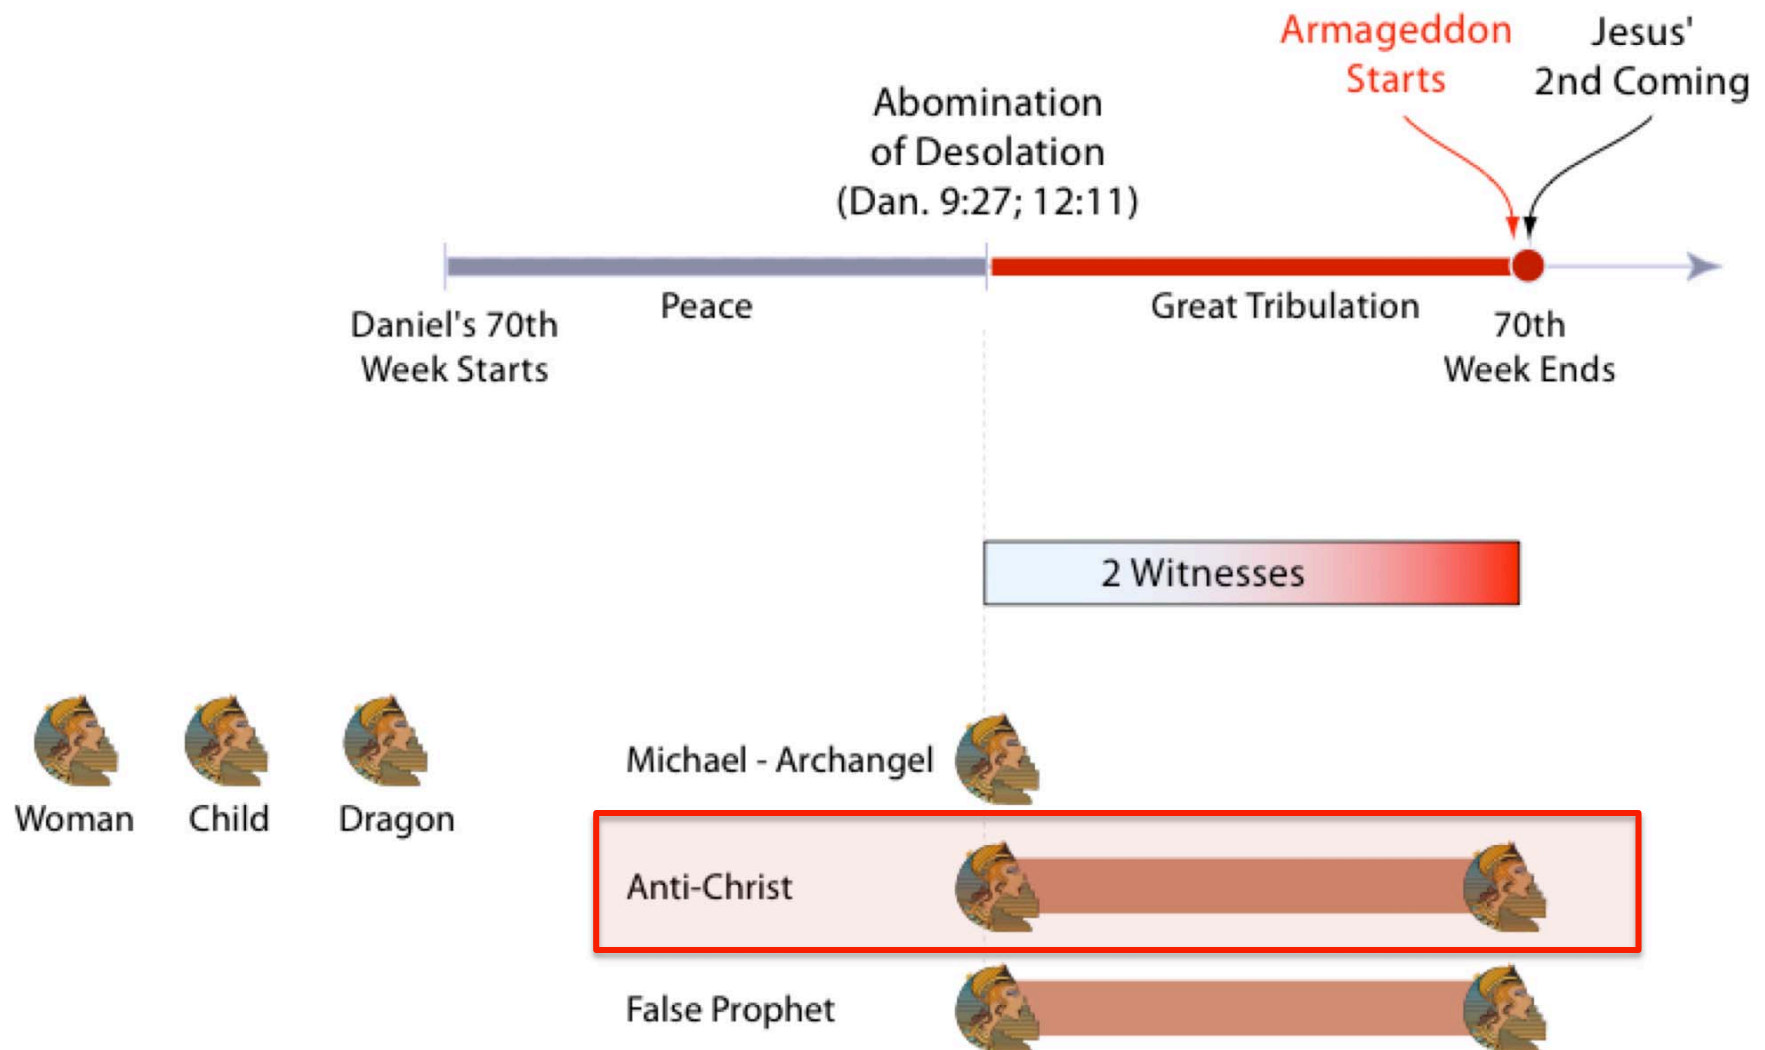 Armageddon
Starts
Jesus'
2nd Coming
Abomination
of Desolation
(Dan. 9:27; 12:11)
Daniel's 70th
Week Starts
Peace
Great Tribulation
70th
Week Ends
2 Witnesses
Woman
Child
Dragon
Michael - Archangel
Anti-Christ
False Prophet